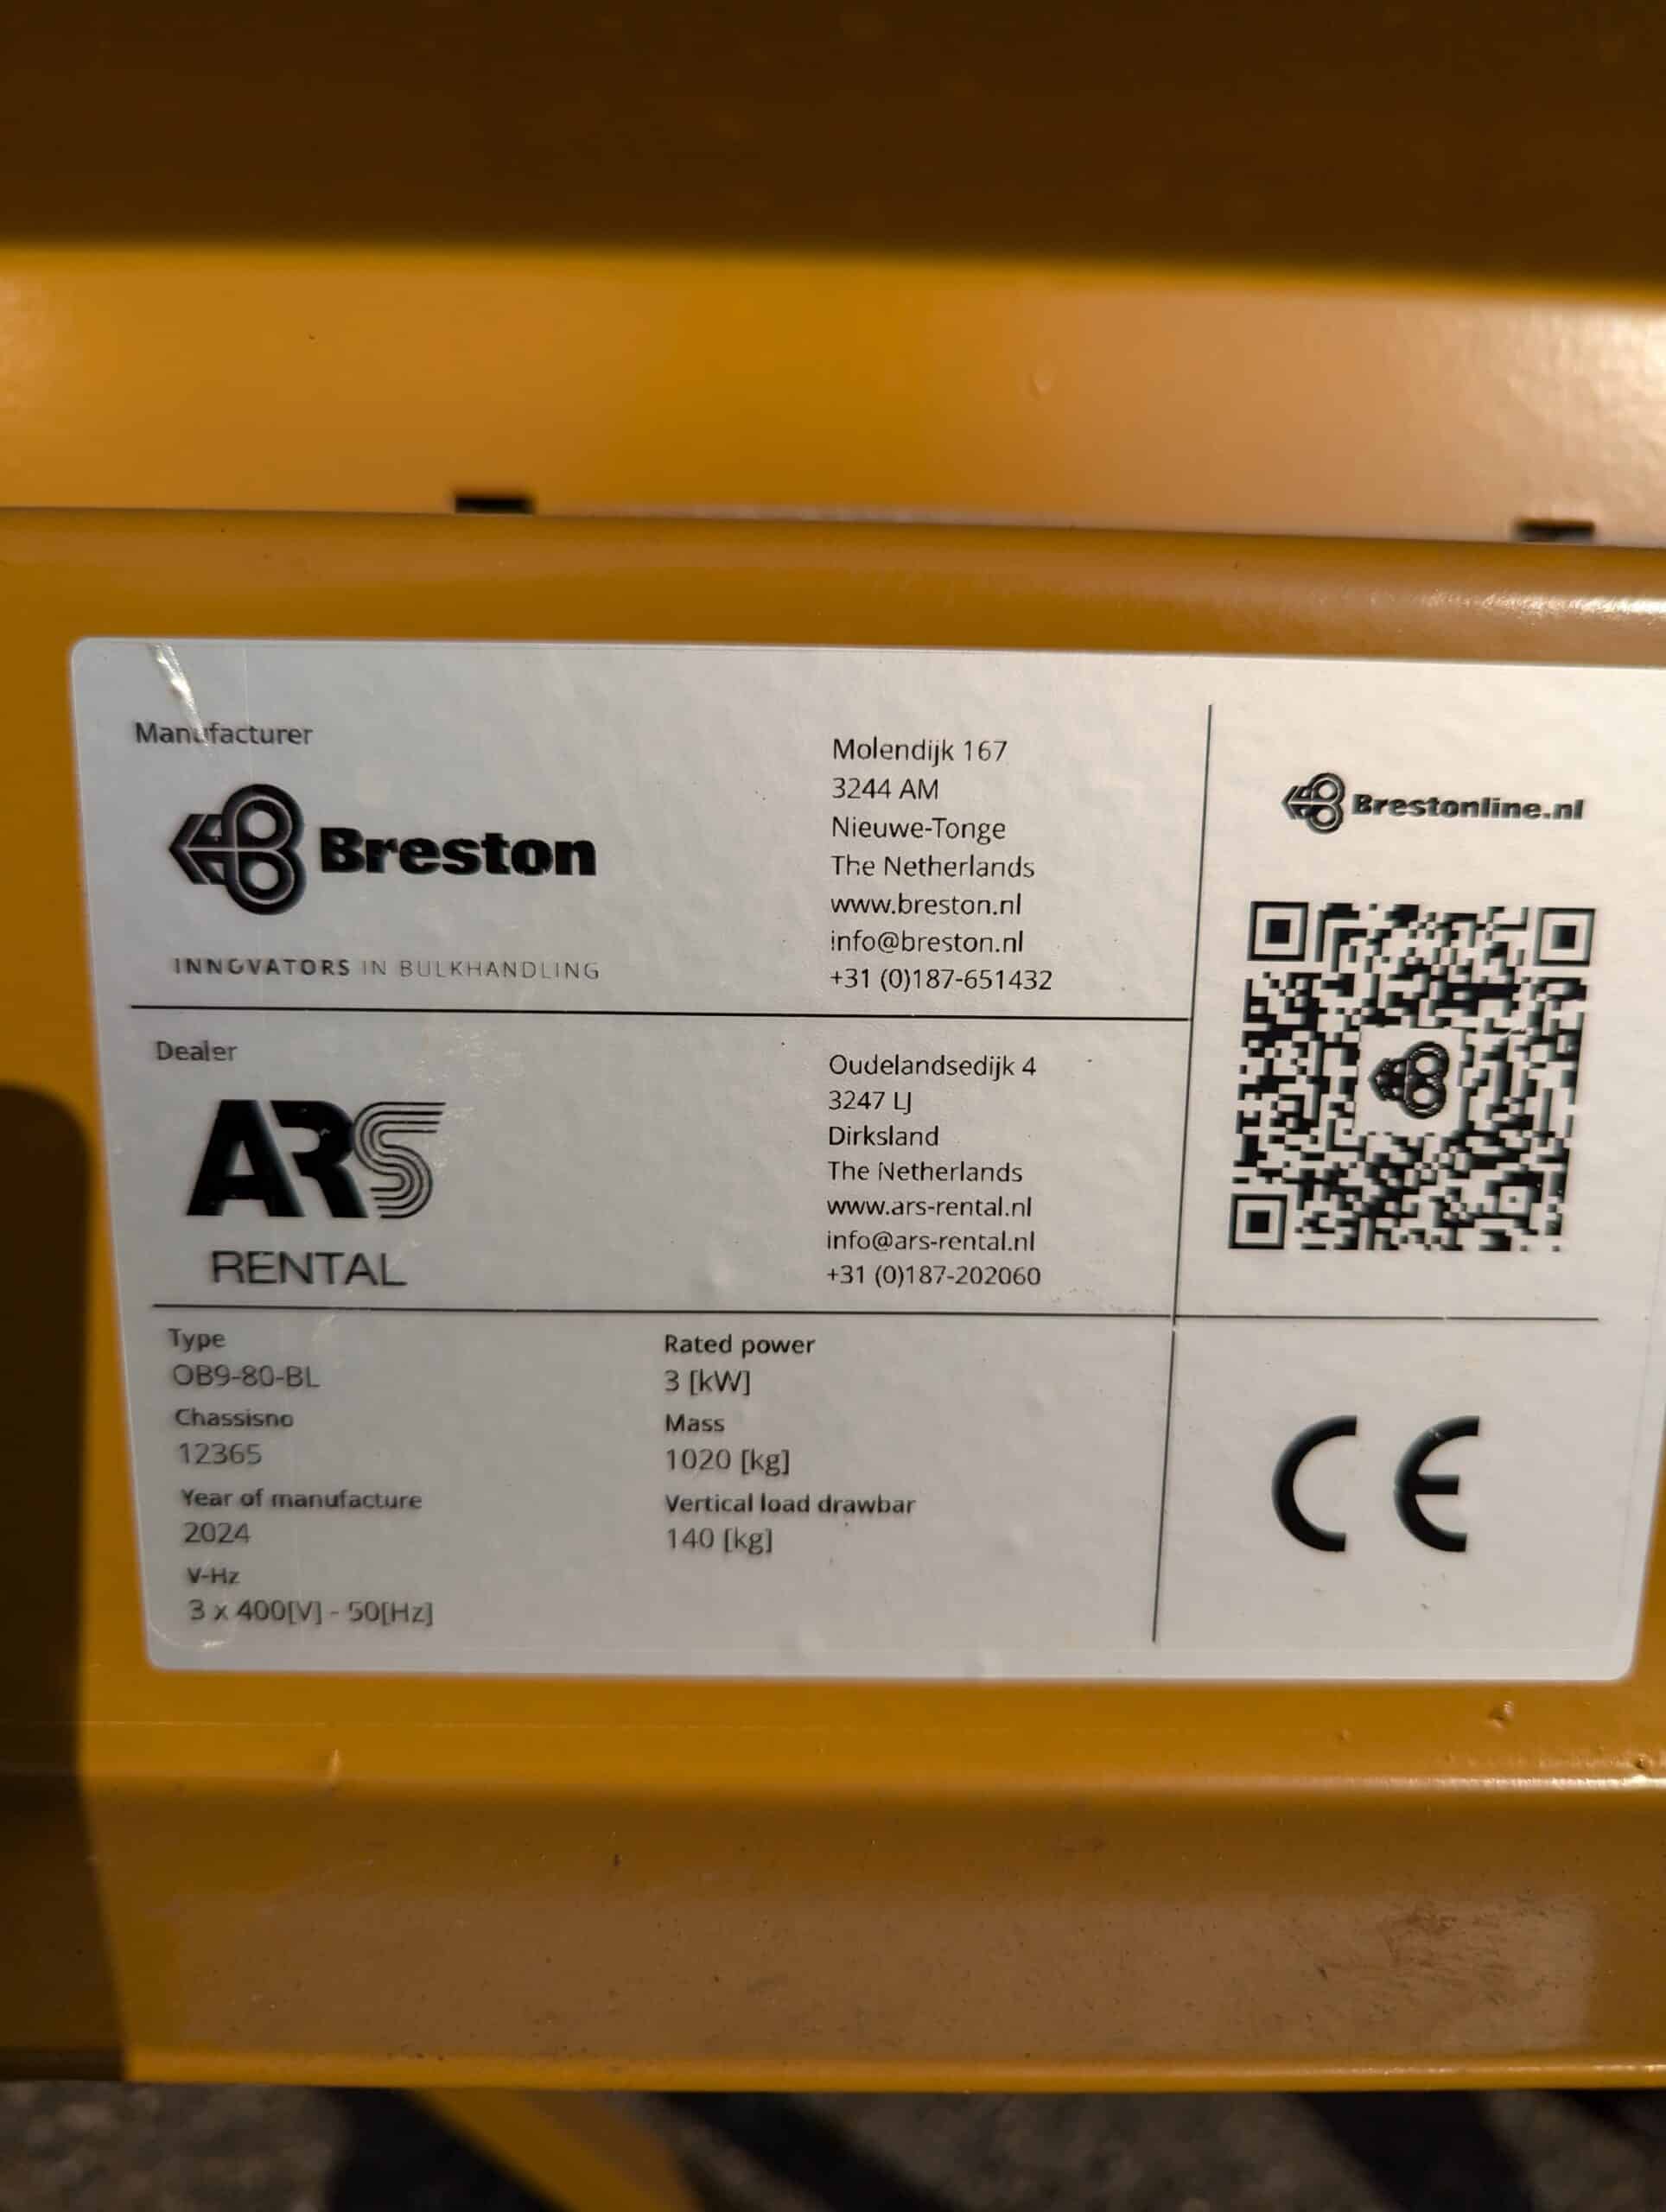 Manufacturer
Breston
INNOVATORS IN BULKHANDLING
Molendijk 167
3244 AM
Nieuwe-Tonge
The Netherlands
www.breston.nl
info@breston.nl
+31 (0)187-651432
Brestonline.nl
Dealer
ARS
RENTAL
Oudelandsedijk 4
3247 LJ
Dirksland
The Netherlands
www.ars-rental.nl
info@ars-rental.nl
+31 (0)187-202060
Type
OB9-80-BL
Chassisno
12365
Year of manufacture
2024
V-Hz
3 x 400[V] - 50[Hz]
Rated power
3 [kW]
Mass
1020 [kg]
Vertical load drawbar
140 [kg]
CE